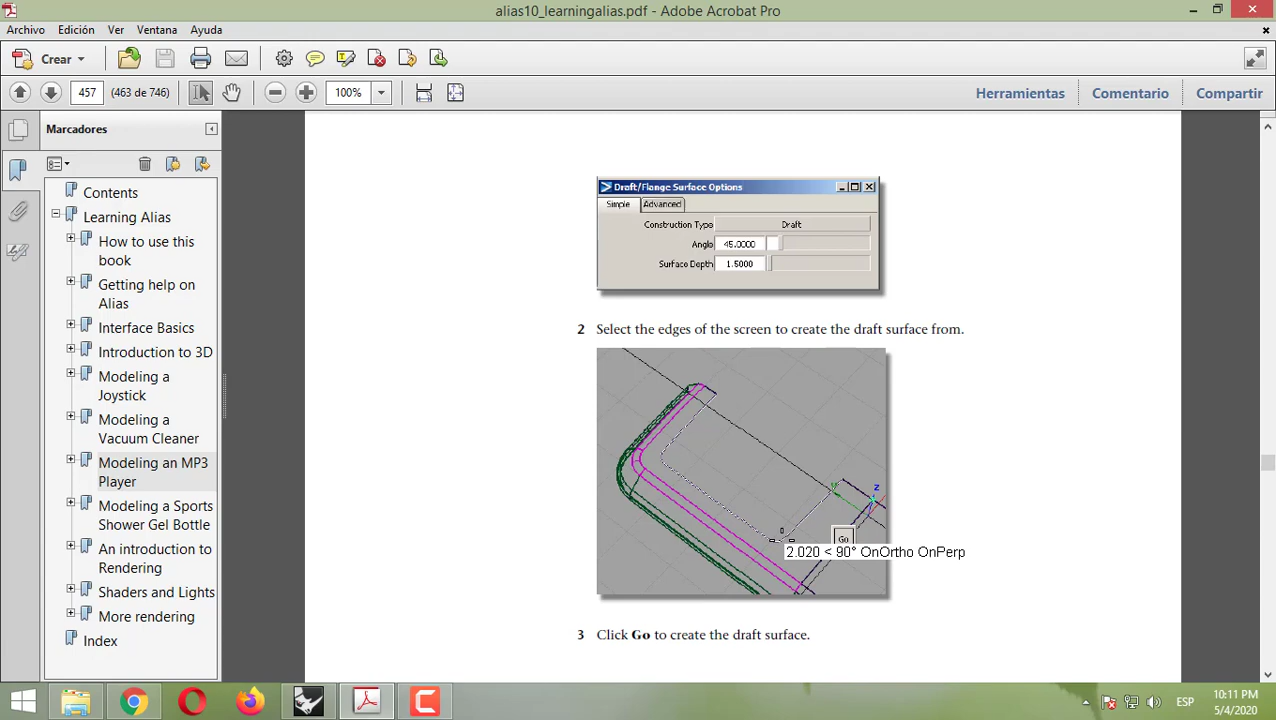 alias10_learningalias.pdf - Adobe Acrobat Pro
Archivo Edición Ver Ventana Ayuda
Crear
457 (463 de 746) 100% Herramientas Comentario Compartir
Marcadores
Contents
Learning Alias
How to use this
book
Getting help on
Alias
Interface Basics
Introduction to 3D
Modeling a
Joystick
Modeling a
Vacuum Cleaner
Modeling an MP3
Player
Modeling a Sports
Shower Gel Bottle
An introduction to
Rendering
Shaders and Lights
More rendering
Index
Draft/Flange Surface Options
Simple Advanced
Construction Type Draft
Angle 45.0000
Surface Depth 1.5000
2 Select the edges of the screen to create the draft surface from.
y z
Go
2.020 < 90° OnOrtho OnPerp
3 Click Go to create the draft surface.
ESP
10:11 PM
5/4/2020